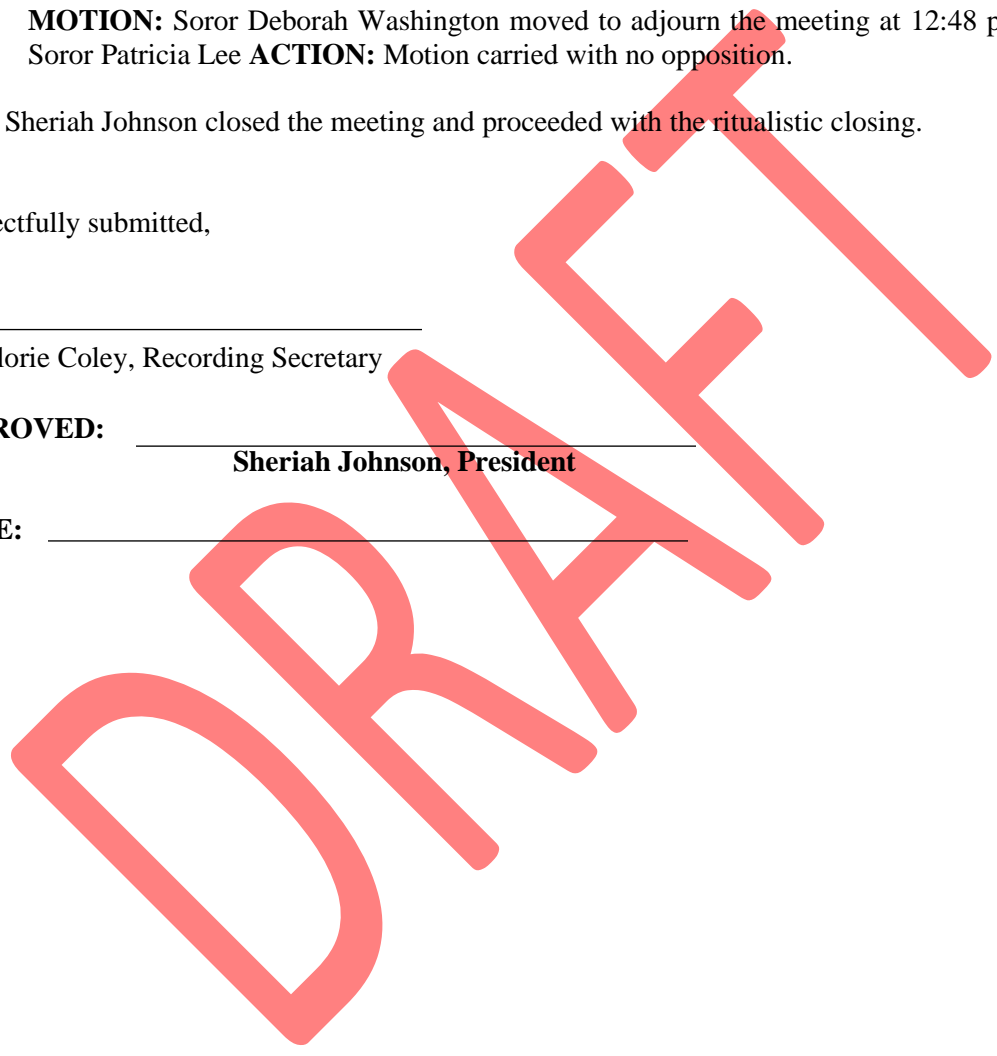 MOTION: Soror Deborah Washington moved to adjourn the meeting at 12:48 p
Soror Patricia Lee ACTION: Motion carried with no opposition.
Sheriah Johnson closed the meeting and proceeded with the ritualistic closing.
ectfully submitted,
lorie Coley, Recording Secretary
ROVED:
Sheriah Johnson, President
E:
DRAFT